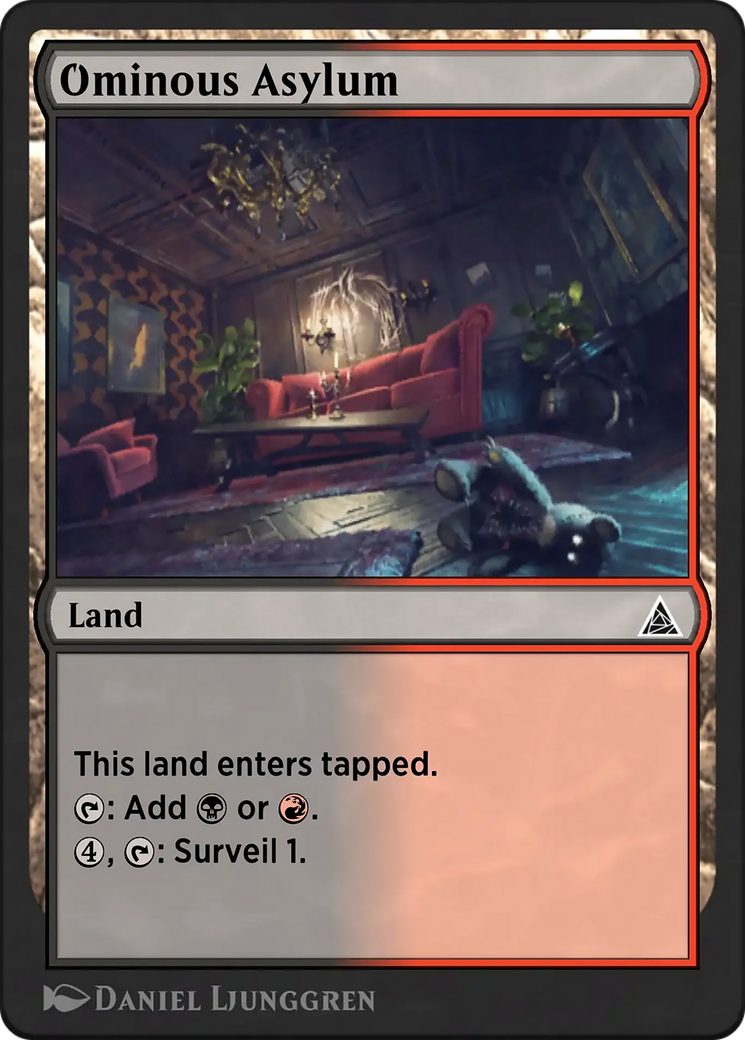 Ominous Asylum
Land
This land enters tapped.
: Add or .
4, : Surveil 1.
Daniel Ljunggren